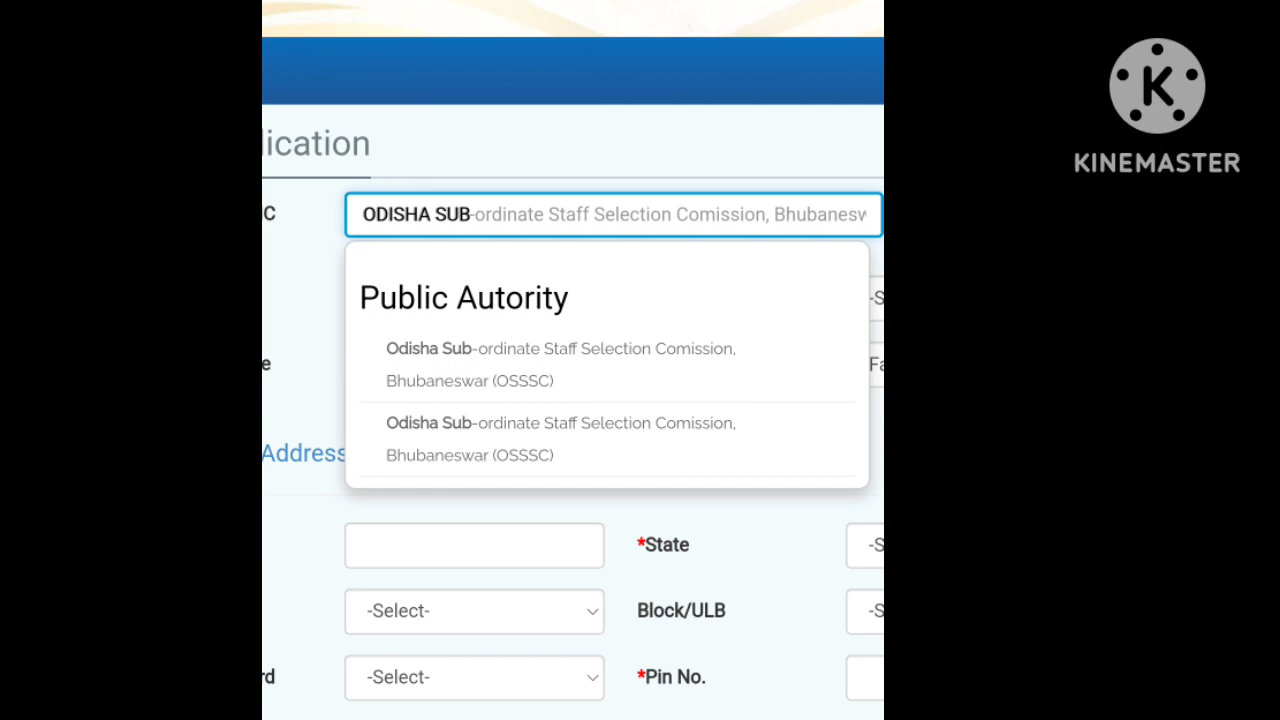 KINEMASTER
lication
C
ODISHA SUB-ordinate Staff Selection Comission, Bhubanesw
Public Autority
-S
Odisha Sub-ordinate Staff Selection Comission,
Bhubaneswar (OSSSC)
e
Fa
Odisha Sub-ordinate Staff Selection Comission,
Bhubaneswar (OSSSC)
Address
*State
-S
-Select-
Block/ULB
-S
rd
-Select-
*Pin No.